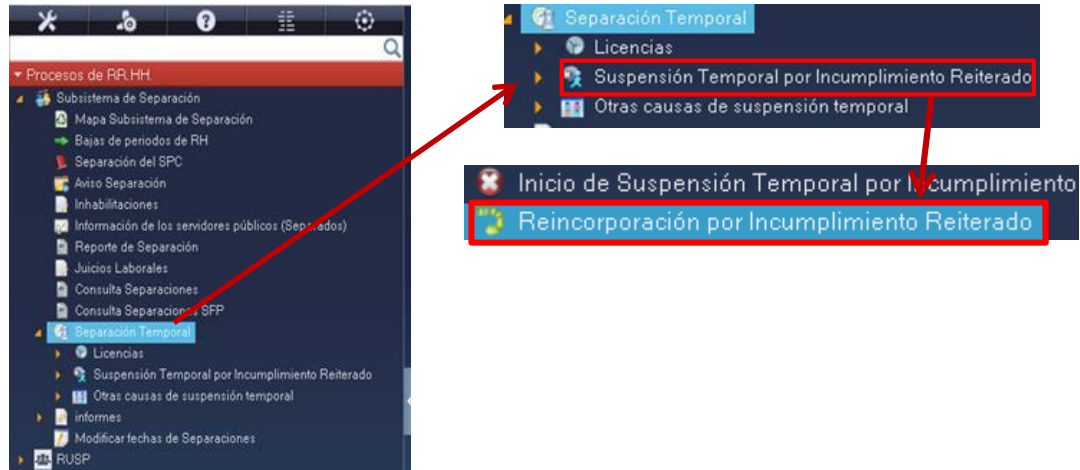 Procesos de RR.HH.
Subsistema de Separación
Mapa Subsistema de Separación
Bajas de periodos de RH
Separación del SPC
Aviso Separación
Inhabilitaciones
Información de los servidores públicos (Separados)
Reporte de Separación
Juicios Laborales
Consulta Separaciones
Consulta Separaciones SFP
Separación Temporal
Licencias
Suspensión Temporal por Incumplimiento Reiterado
Otras causas de suspensión temporal
informes
Modificar fechas de Separaciones
RUSP
Separación Temporal
Licencias
Suspensión Temporal por Incumplimiento Reiterado
Otras causas de suspensión temporal
Inicio de Suspensión Temporal por Incumplimiento
Reincorporación por Incumplimiento Reiterado